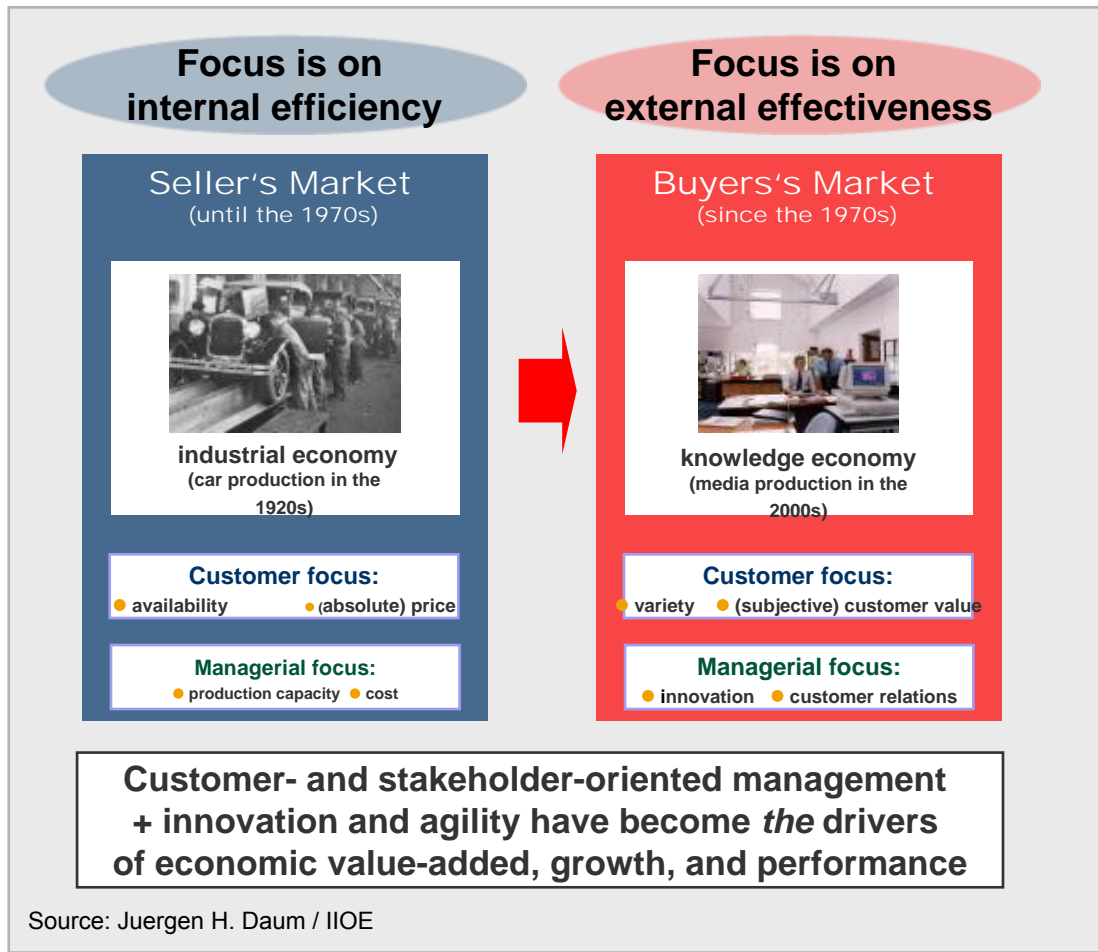 Focus is on
internal efficiency
Focus is on
external effectiveness
Seller‘s Market
(until the 1970s)
industrial economy
(car production in the
1920s)
Customer focus:
availability (absolute) price
Managerial focus:
production capacity cost
Buyers‘s Market
(since the 1970s)
knowledge economy
(media production in the
2000s)
Customer focus:
variety (subjective) customer value
Managerial focus:
innovation customer relations
Customer- and stakeholder-oriented management
+ innovation and agility have become the drivers
of economic value-added, growth, and performance
Source: Juergen H. Daum / IIOE